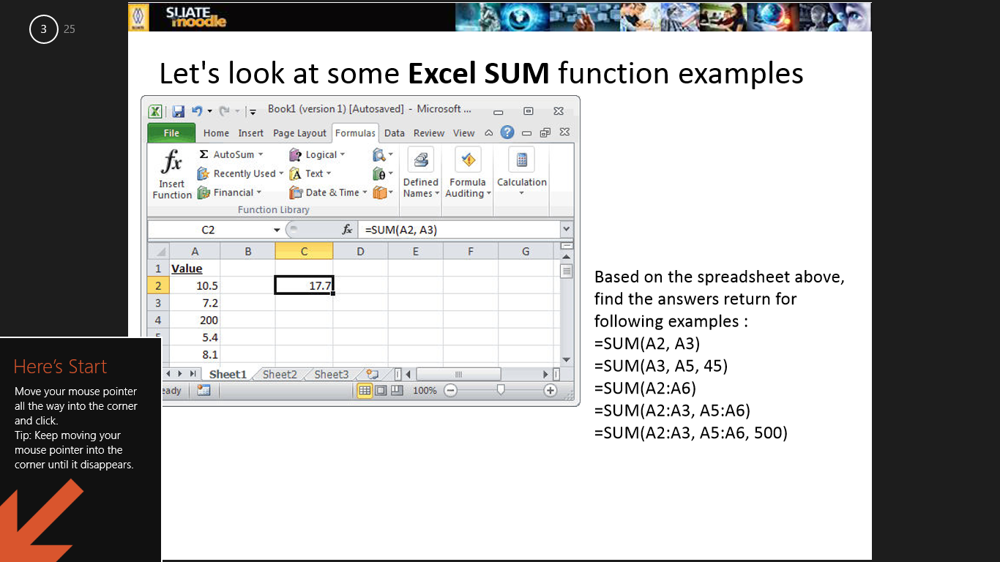 3 25
SLIATE
moodle
Let's look at some Excel SUM function examples
Book1 (version 1) [Autosaved] - Microsoft ...
File Home Insert Page Layout Formulas Data Review View
fx
Insert
Function
Σ AutoSum
Recently Used
Financial
Logical
Text
Date & Time
Function Library
Defined
Names
Formula
Auditing
Calculation
C2 fx =SUM(A2, A3)
A B C D E F G
1 Value
2 10.5 17.7
3 7.2
4 200
5 5.4
8.1
Sheet1 Sheet2 Sheet3
eady 100%
Based on the spreadsheet above,
find the answers return for
following examples :
=SUM(A2, A3)
=SUM(A3, A5, 45)
=SUM(A2:A6)
=SUM(A2:A3, A5:A6)
=SUM(A2:A3, A5:A6, 500)
Here's Start
Move your mouse pointer
all the way into the corner
and click.
Tip: Keep moving your
mouse pointer into the
corner until it disappears.